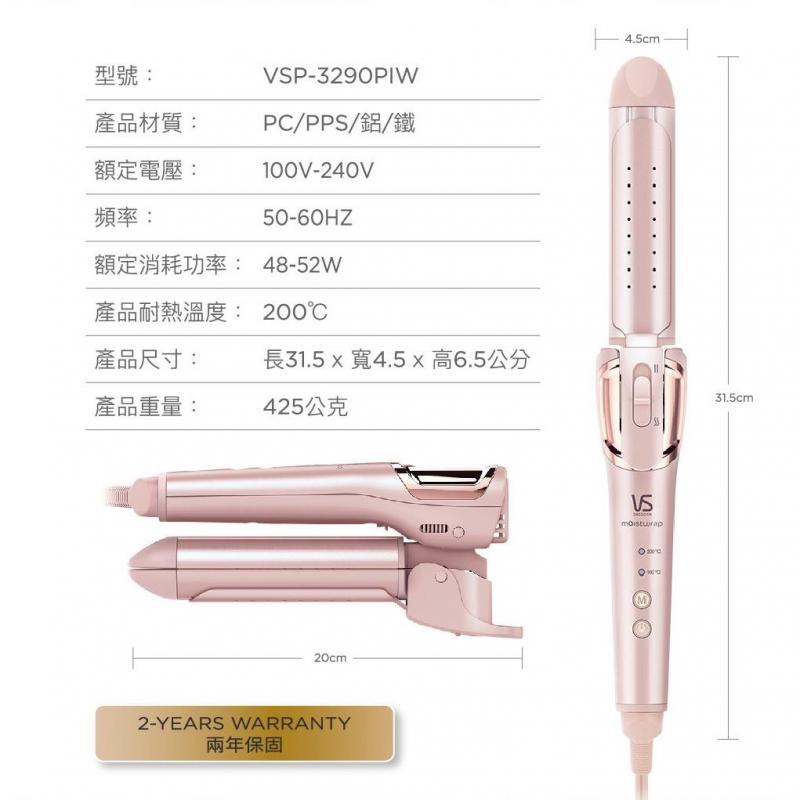 4.5cm
型號： VSP-3290PIW
產品材質： PC/PPS/鋁/鐵
額定電壓： 100V-240V
頻率： 50-60HZ
額定消耗功率： 48-52W
產品耐熱溫度： 200℃
產品尺寸： 長31.5 x 寬4.5 x 高6.5公分
產品重量： 425公克
31.5cm
VS
SASSOON
moistwrap
200℃
160℃
M
20cm
2-YEARS WARRANTY
兩年保固